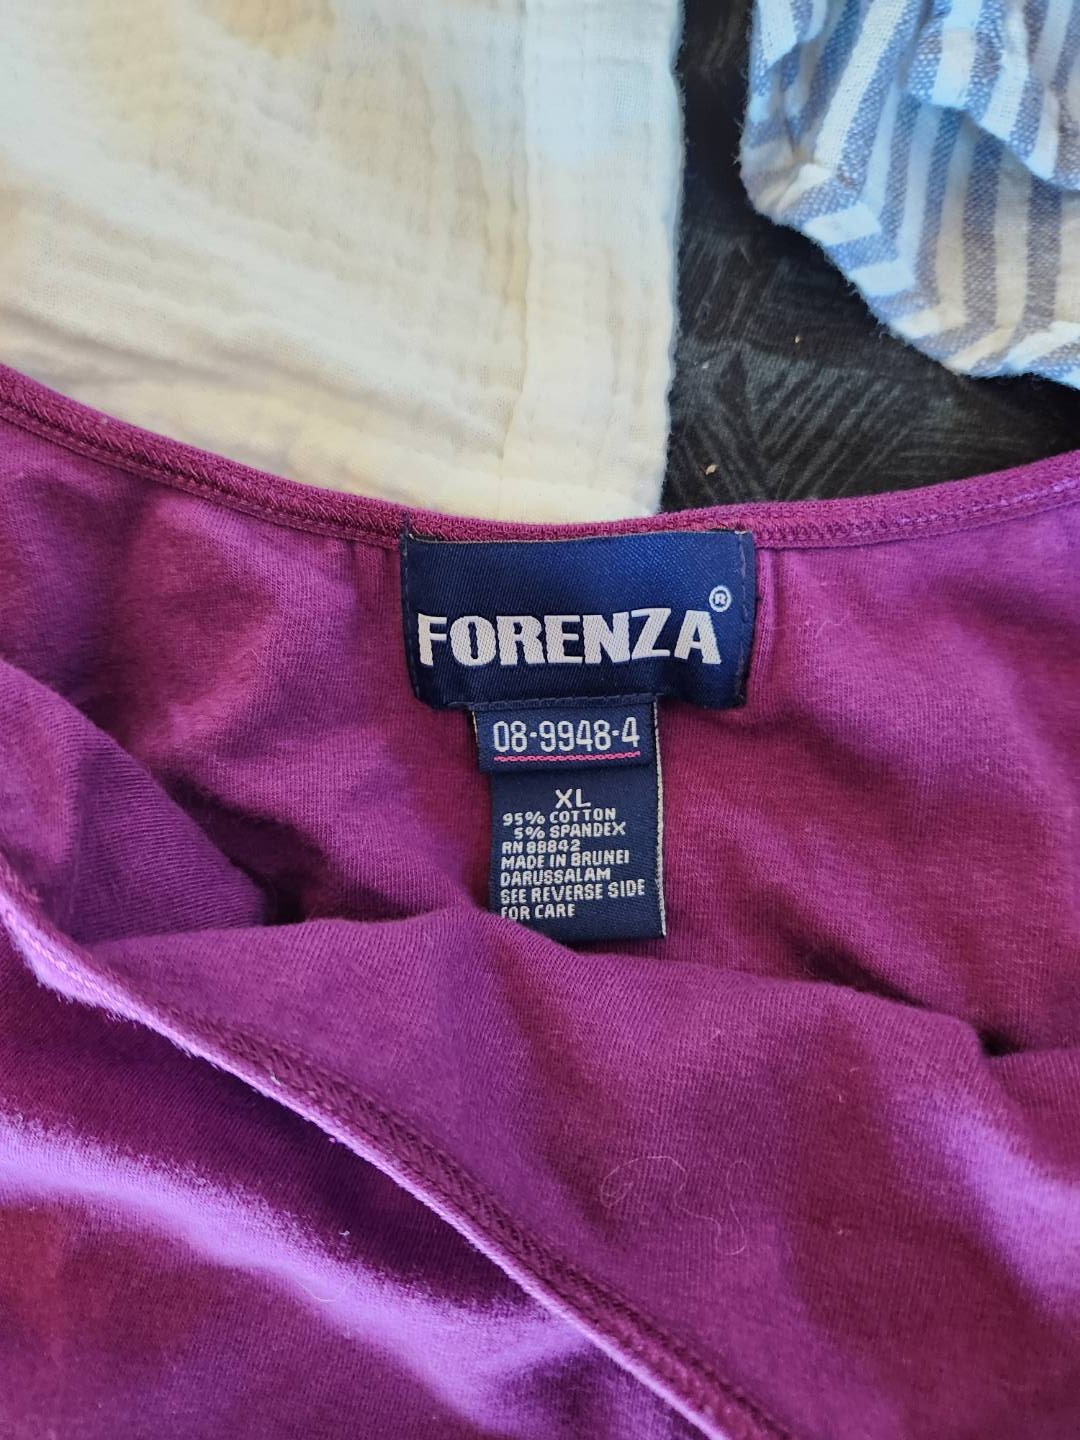 FORENZA®
08-9948-4
XL
95% COTTON
5% SPANDEX
RN 88842
MADE IN BRUNEI
DARUSSALAM
SEE REVERSE SIDE
FOR CARE